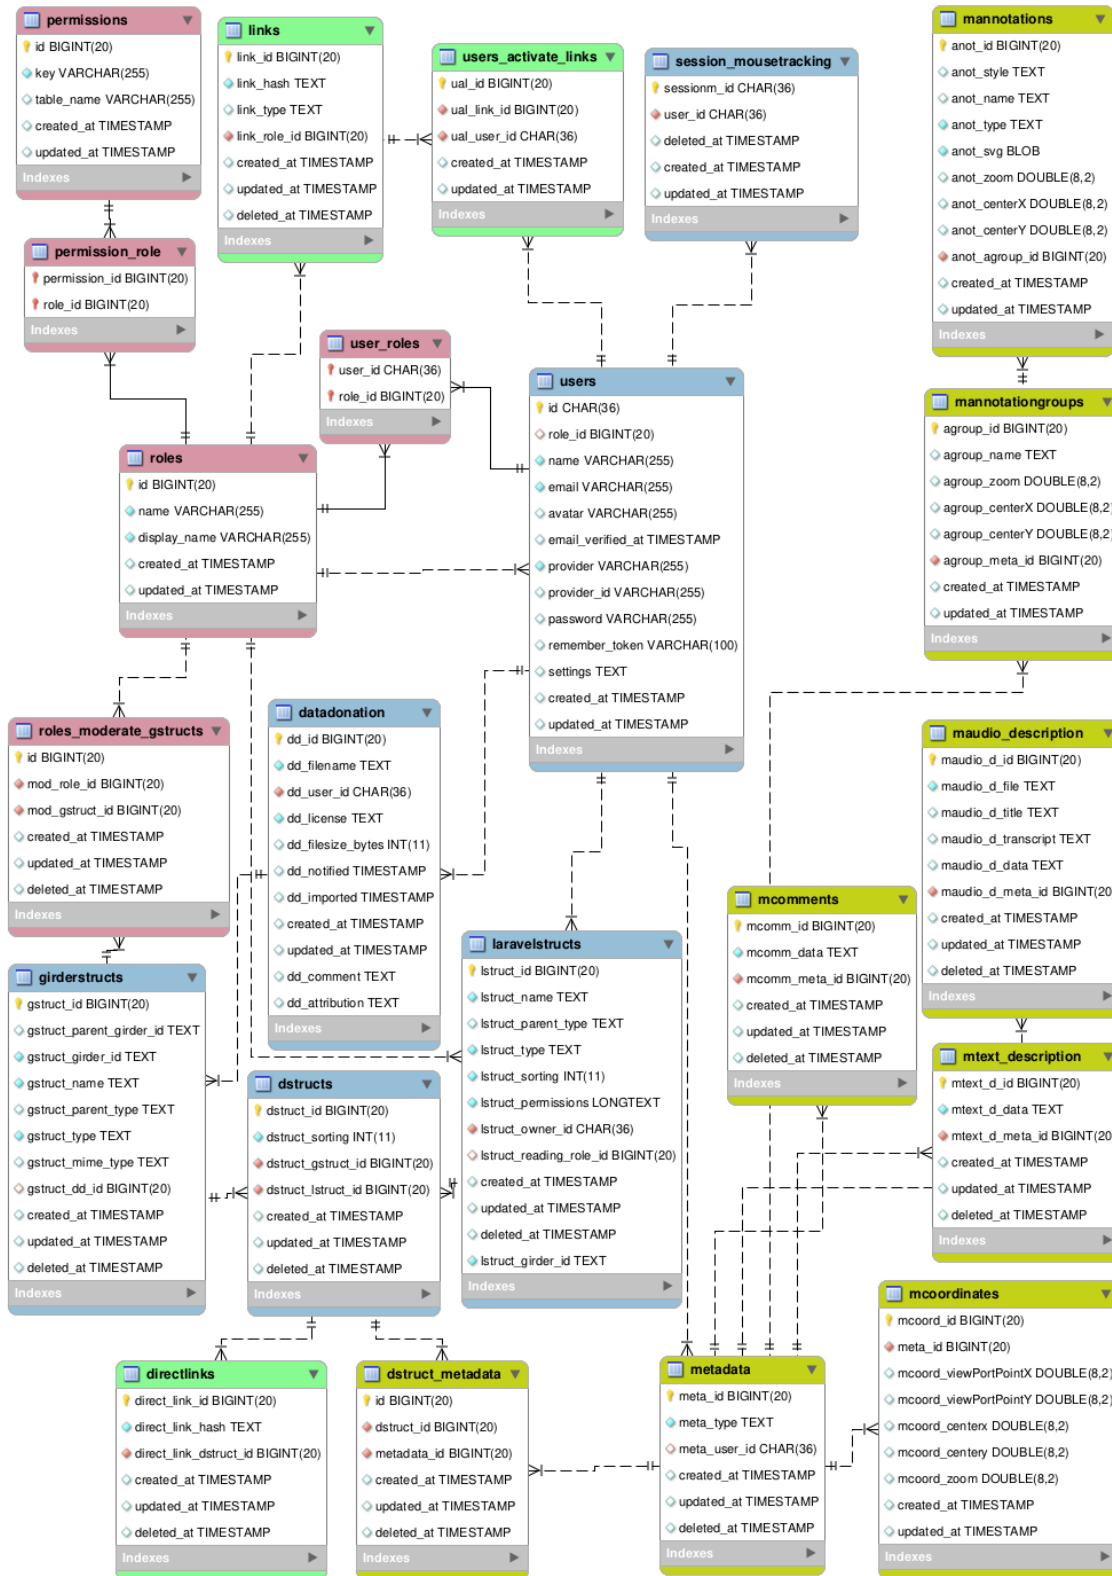 permissions
id BIGINT(20)
key VARCHAR(255)
table_name VARCHAR(255)
created_at TIMESTAMP
updated_at TIMESTAMP
Indexes
links
link_id BIGINT(20)
link_hash TEXT
link_type TEXT
link_role_id BIGINT(20)
created_at TIMESTAMP
updated_at TIMESTAMP
deleted_at TIMESTAMP
Indexes
users_activate_links
ual_id BIGINT(20)
ual_link_id BIGINT(20)
ual_user_id CHAR(36)
created_at TIMESTAMP
updated_at TIMESTAMP
Indexes
session_mousetracking
sessionm_id CHAR(36)
user_id CHAR(36)
deleted_at TIMESTAMP
created_at TIMESTAMP
updated_at TIMESTAMP
Indexes
mannotations
anot_id BIGINT(20)
anot_style TEXT
anot_name TEXT
anot_type TEXT
anot_svg BLOB
anot_zoom DOUBLE(8,2)
anot_centerX DOUBLE(8,2)
anot_centerY DOUBLE(8,2)
anot_agroup_id BIGINT(20)
created_at TIMESTAMP
updated_at TIMESTAMP
Indexes
permission_role
permission_id BIGINT(20)
role_id BIGINT(20)
Indexes
user_roles
user_id CHAR(36)
role_id BIGINT(20)
Indexes
users
id CHAR(36)
role_id BIGINT(20)
name VARCHAR(255)
email VARCHAR(255)
avatar VARCHAR(255)
email_verified_at TIMESTAMP
provider VARCHAR(255)
provider_id VARCHAR(255)
password VARCHAR(255)
remember_token VARCHAR(100)
settings TEXT
created_at TIMESTAMP
updated_at TIMESTAMP
Indexes
mannotationgroups
agroup_id BIGINT(20)
agroup_name TEXT
agroup_zoom DOUBLE(8,2)
agroup_centerX DOUBLE(8,2)
agroup_centerY DOUBLE(8,2)
agroup_meta_id BIGINT(20)
created_at TIMESTAMP
updated_at TIMESTAMP
Indexes
roles
id BIGINT(20)
name VARCHAR(255)
display_name VARCHAR(255)
created_at TIMESTAMP
updated_at TIMESTAMP
Indexes
roles_moderate_gstructs
id BIGINT(20)
mod_role_id BIGINT(20)
mod_gstruct_id BIGINT(20)
created_at TIMESTAMP
updated_at TIMESTAMP
deleted_at TIMESTAMP
Indexes
datadonation
dd_id BIGINT(20)
dd_filename TEXT
dd_user_id CHAR(36)
dd_license TEXT
dd_filesize_bytes INT(11)
dd_notified TIMESTAMP
dd_imported TIMESTAMP
created_at TIMESTAMP
updated_at TIMESTAMP
dd_comment TEXT
dd_attribution TEXT
Indexes
maudio_description
maudio_d_id BIGINT(20)
maudio_d_file TEXT
maudio_d_title TEXT
maudio_d_transcript TEXT
maudio_d_data TEXT
maudio_d_meta_id BIGINT(20
created_at TIMESTAMP
updated_at TIMESTAMP
deleted_at TIMESTAMP
Indexes
mcomments
mcomm_id BIGINT(20)
mcomm_data TEXT
mcomm_meta_id BIGINT(20)
created_at TIMESTAMP
updated_at TIMESTAMP
deleted_at TIMESTAMP
Indexes
girderstructs
gstruct_id BIGINT(20)
gstruct_parent_girder_id TEXT
gstruct_girder_id TEXT
gstruct_name TEXT
gstruct_parent_type TEXT
gstruct_type TEXT
gstruct_mime_type TEXT
gstruct_dd_id BIGINT(20)
created_at TIMESTAMP
updated_at TIMESTAMP
deleted_at TIMESTAMP
Indexes
laravelstructs
lstruct_id BIGINT(20)
lstruct_name TEXT
lstruct_parent_type TEXT
lstruct_type TEXT
lstruct_sorting INT(11)
lstruct_permissions LONGTEXT
lstruct_owner_id CHAR(36)
lstruct_reading_role_id BIGINT(20)
created_at TIMESTAMP
updated_at TIMESTAMP
deleted_at TIMESTAMP
lstruct_girder_id TEXT
Indexes
mtext_description
mtext_d_id BIGINT(20)
mtext_d_data TEXT
mtext_d_meta_id BIGINT(20
created_at TIMESTAMP
updated_at TIMESTAMP
deleted_at TIMESTAMP
Indexes
dstructs
dstruct_id BIGINT(20)
dstruct_sorting INT(11)
dstruct_gstruct_id BIGINT(20)
dstruct_lstruct_id BIGINT(20)
created_at TIMESTAMP
updated_at TIMESTAMP
deleted_at TIMESTAMP
Indexes
mcoordinates
mcoord_id BIGINT(20)
meta_id BIGINT(20)
mcoord_viewPortPointX DOUBLE(8,2)
mcoord_viewPortPointY DOUBLE(8,2)
mcoord_centerx DOUBLE(8,2)
mcoord_centery DOUBLE(8,2)
mcoord_zoom DOUBLE(8,2)
created_at TIMESTAMP
updated_at TIMESTAMP
Indexes
directlinks
direct_link_id BIGINT(20)
direct_link_hash TEXT
direct_link_dstruct_id BIGINT(20)
created_at TIMESTAMP
updated_at TIMESTAMP
deleted_at TIMESTAMP
Indexes
dstruct_metadata
id BIGINT(20)
dstruct_id BIGINT(20)
metadata_id BIGINT(20)
created_at TIMESTAMP
updated_at TIMESTAMP
deleted_at TIMESTAMP
Indexes
metadata
meta_id BIGINT(20)
meta_type TEXT
meta_user_id CHAR(36)
created_at TIMESTAMP
updated_at TIMESTAMP
deleted_at TIMESTAMP
Indexes